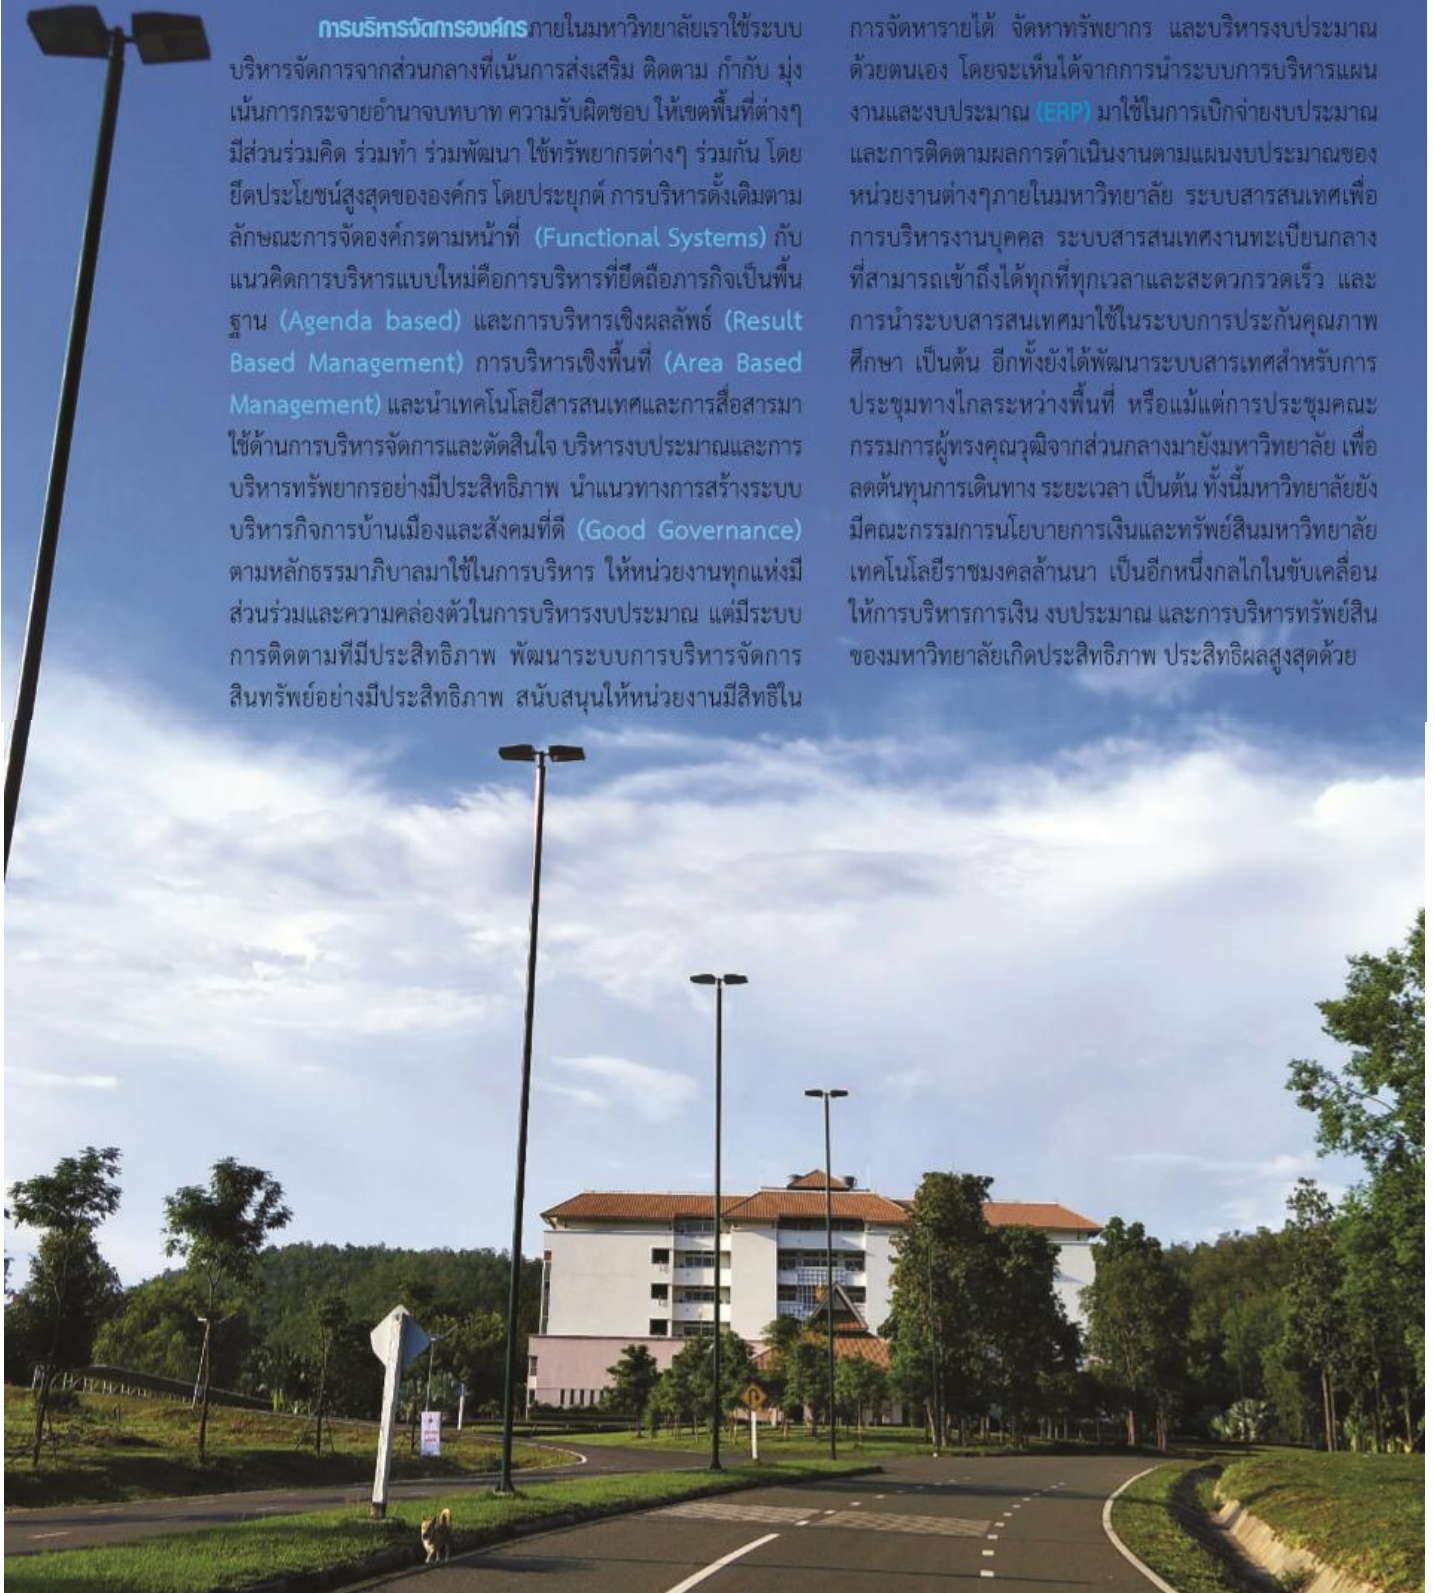 การบริหารจัดการองค์กรภายในมหาวิทยาลัยเราใช้ระบบ
บริหารจัดการจากส่วนกลางที่เน้นการส่งเสริม ติดตาม กำกับ มุ่ง
เน้นการกระจายอำนาจบทบาท ความรับผิดชอบ ให้เขตพื้นที่ต่างๆ
มีส่วนร่วมคิด ร่วมทำ ร่วมพัฒนา ใช้ทรัพยากรต่างๆ ร่วมกัน โดย
ยึดประโยชน์สูงสุดขององค์กร โดยประยุกต์ การบริหารดั้งเดิมตาม
ลักษณะการจัดองค์กรตามหน้าที่ (Functional Systems) กับ
แนวคิดการบริหารแบบใหม่คือการบริหารที่ยึดถือภารกิจเป็นพื้น
ฐาน (Agenda based) และการบริหารเชิงผลลัพธ์ (Result
Based Management) การบริหารเชิงพื้นที่ (Area Based
Management) และนำเทคโนโลยีสารสนเทศและการสื่อสารมา
ใช้ด้านการบริหารจัดการและตัดสินใจ บริหารงบประมาณและการ
บริหารทรัพยากรอย่างมีประสิทธิภาพ นำแนวทางการสร้างระบบ
บริหารกิจการบ้านเมืองและสังคมที่ดี (Good Governance)
ตามหลักธรรมาภิบาลมาใช้ในการบริหาร ให้หน่วยงานทุกแห่งมี
ส่วนร่วมและความคล่องตัวในการบริหารงบประมาณ แต่มีระบบ
การติดตามที่มีประสิทธิภาพ พัฒนาระบบการบริหารจัดการ
สินทรัพย์อย่างมีประสิทธิภาพ สนับสนุนให้หน่วยงานมีสิทธิใน
การจัดหารายได้ จัดหาทรัพยากร และบริหารงบประมาณ
ด้วยตนเอง โดยจะเห็นได้จากการนำระบบการบริหารแผน
งานและงบประมาณ (ERP) มาใช้ในการเบิกจ่ายงบประมาณ
และการติดตามผลการดำเนินงานตามแผนงบประมาณของ
หน่วยงานต่างๆภายในมหาวิทยาลัย ระบบสารสนเทศเพื่อ
การบริหารงานบุคคล ระบบสารสนเทศงานทะเบียนกลาง
ที่สามารถเข้าถึงได้ทุกที่ทุกเวลาและสะดวกรวดเร็ว และ
การนำระบบสารสนเทศมาใช้ในระบบการประกันคุณภาพ
ศึกษา เป็นต้น อีกทั้งยังได้พัฒนาระบบสารเทศสำหรับการ
ประชุมทางไกลระหว่างพื้นที่ หรือแม้แต่การประชุมคณะ
กรรมการผู้ทรงคุณวุฒิจากส่วนกลางมายังมหาวิทยาลัย เพื่อ
ลดต้นทุนการเดินทาง ระยะเวลา เป็นต้น ทั้งนี้มหาวิทยาลัยยัง
มีคณะกรรมการนโยบายการเงินและทรัพย์สินมหาวิทยาลัย
เทคโนโลยีราชมงคลล้านนา เป็นอีกหนึ่งกลไกในขับเคลื่อน
ให้การบริหารการเงิน งบประมาณ และการบริหารทรัพย์สิน
ของมหาวิทยาลัยเกิดประสิทธิภาพ ประสิทธิผลสูงสุดด้วย